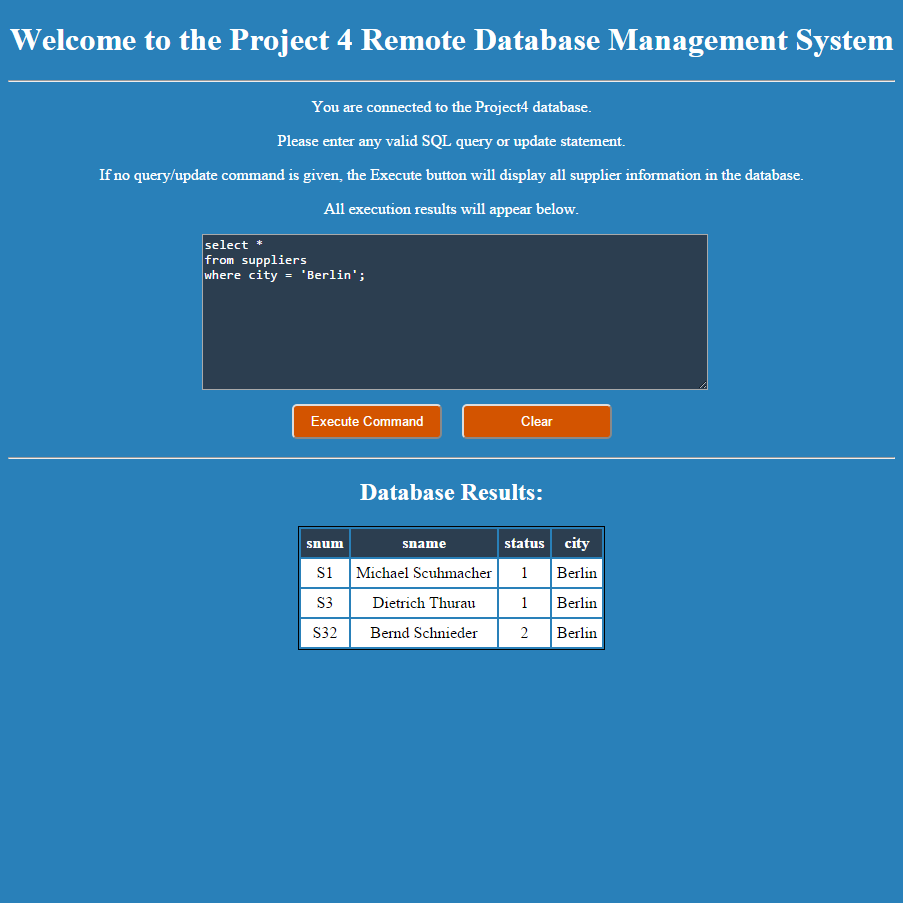 Welcome to the Project 4 Remote Database Management System
You are connected to the Project4 database.
Please enter any valid SQL query or update statement.
If no query/update command is given, the Execute button will display all supplier information in the database.
All execution results will appear below.
select *
from suppliers
where city = 'Berlin';
Execute Command Clear
Database Results:
snum sname status city
S1 Michael Scuhmacher 1 Berlin
S3 Dietrich Thurau 1 Berlin
S32 Bernd Schnieder 2 Berlin